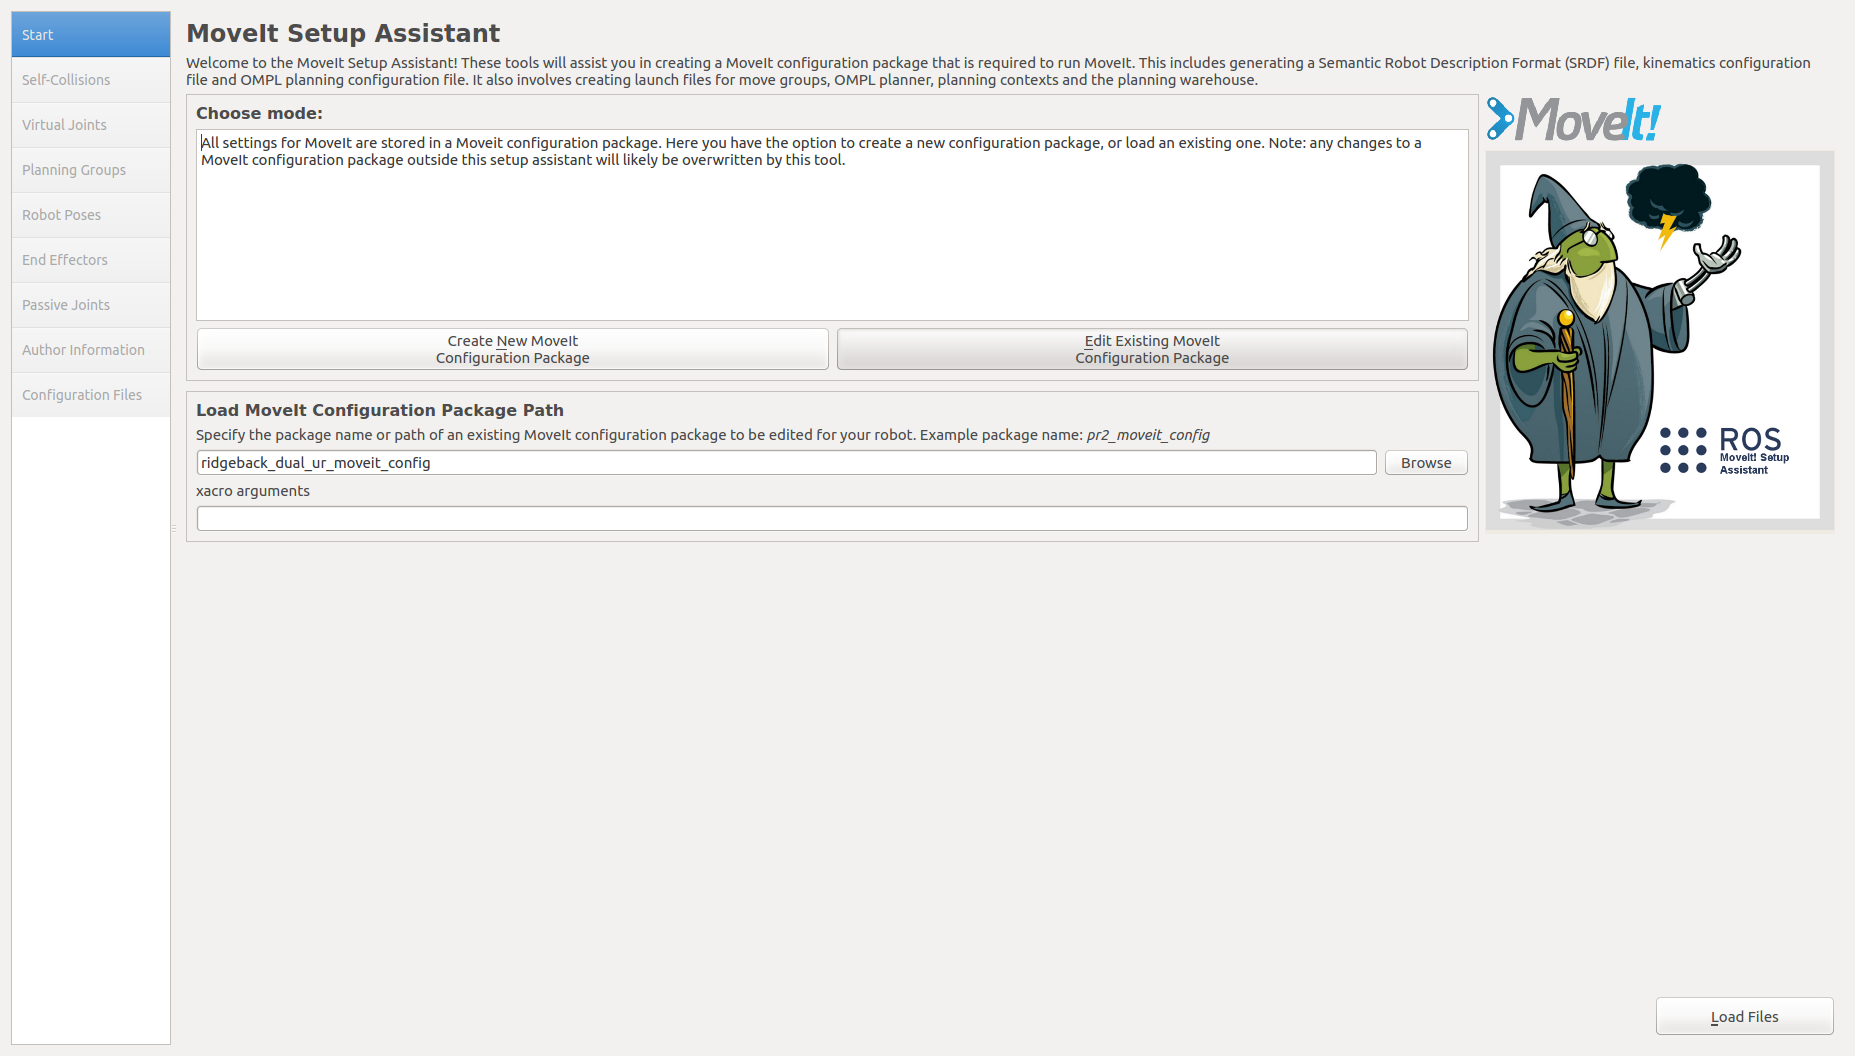 Start
Self-Collisions
Virtual Joints
Planning Groups
Robot Poses
End Effectors
Passive Joints
Author Information
Configuration Files
MoveIt Setup Assistant
Welcome to the MoveIt Setup Assistant! These tools will assist you in creating a MoveIt configuration package that is required to run MoveIt. This includes generating a Semantic Robot Description Format (SRDF) file, kinematics configuration
file and OMPL planning configuration file. It also involves creating launch files for move groups, OMPL planner, planning contexts and the planning warehouse.
Choose mode:
All settings for MoveIt are stored in a Moveit configuration package. Here you have the option to create a new configuration package, or load an existing one. Note: any changes to a
MoveIt configuration package outside this setup assistant will likely be overwritten by this tool.
Create New MoveIt
Configuration Package
Edit Existing MoveIt
Configuration Package
Load MoveIt Configuration Package Path
Specify the package name or path of an existing MoveIt configuration package to be edited for your robot. Example package name: pr2_moveit_config
ridgeback_dual_ur_moveit_config
Browse
xacro arguments
MoveIt!
ROS
MoveIt! Setup
Assistant
Load Files